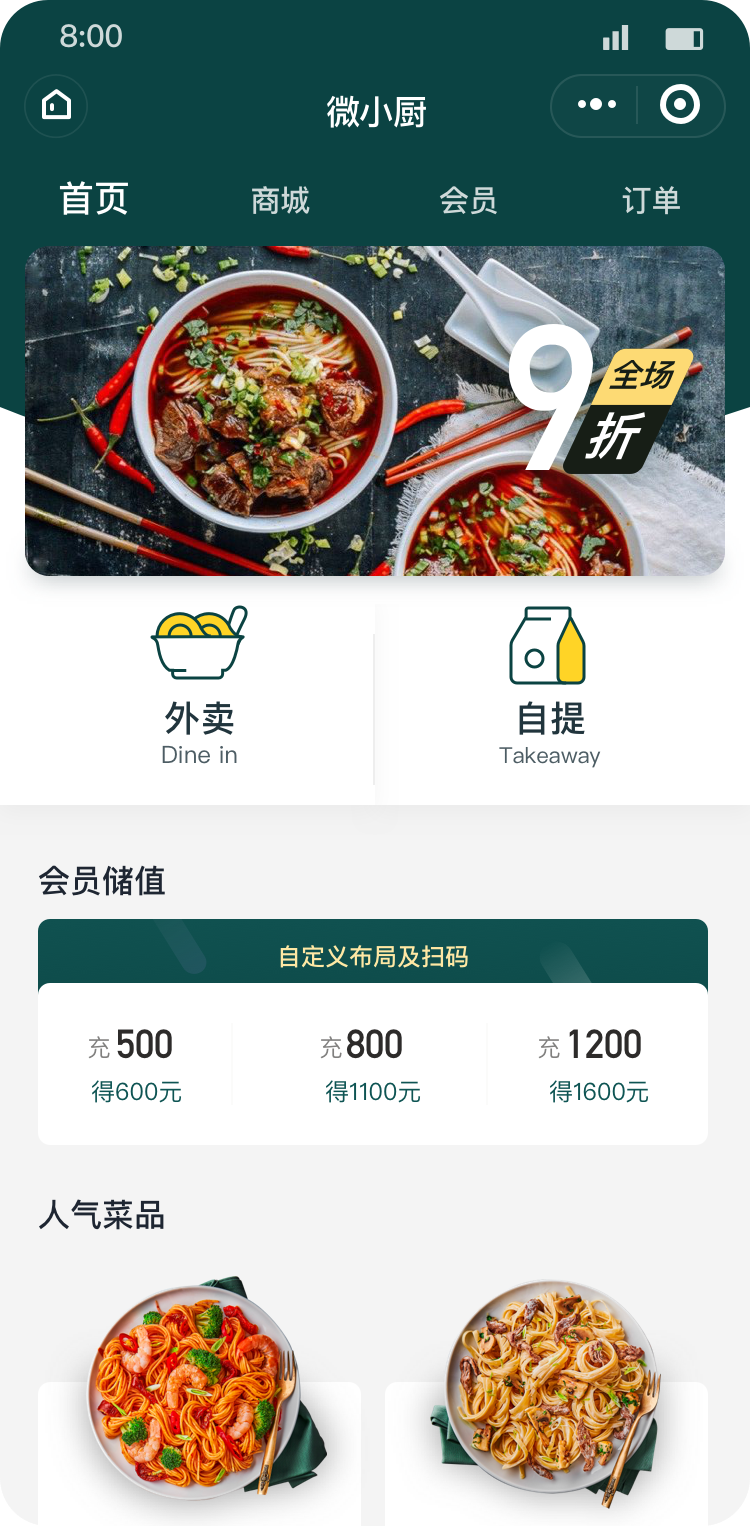 8:00
微小厨
首页 商城 会员 订单
9
全场
折
外卖 自提
Dine in Takeaway
会员储值
自定义布局及扫码
充 500 充 800 充 1200
得600元 得1100元 得1600元
人气菜品